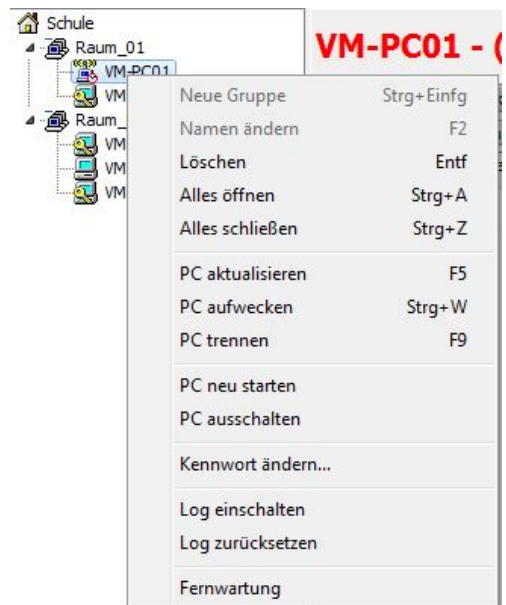 Schule
Raum_01
VM-PC01 - (
VM-PC01
VM
Raum_
VM
VM
VM
Neue Gruppe Strg+Einfg
Namen ändern F2
Löschen Entf
Alles öffnen Strg+A
Alles schließen Strg+Z
PC aktualisieren F5
PC aufwecken Strg+W
PC trennen F9
PC neu starten
PC ausschalten
Kennwort ändern...
Log einschalten
Log zurücksetzen
Fernwartung